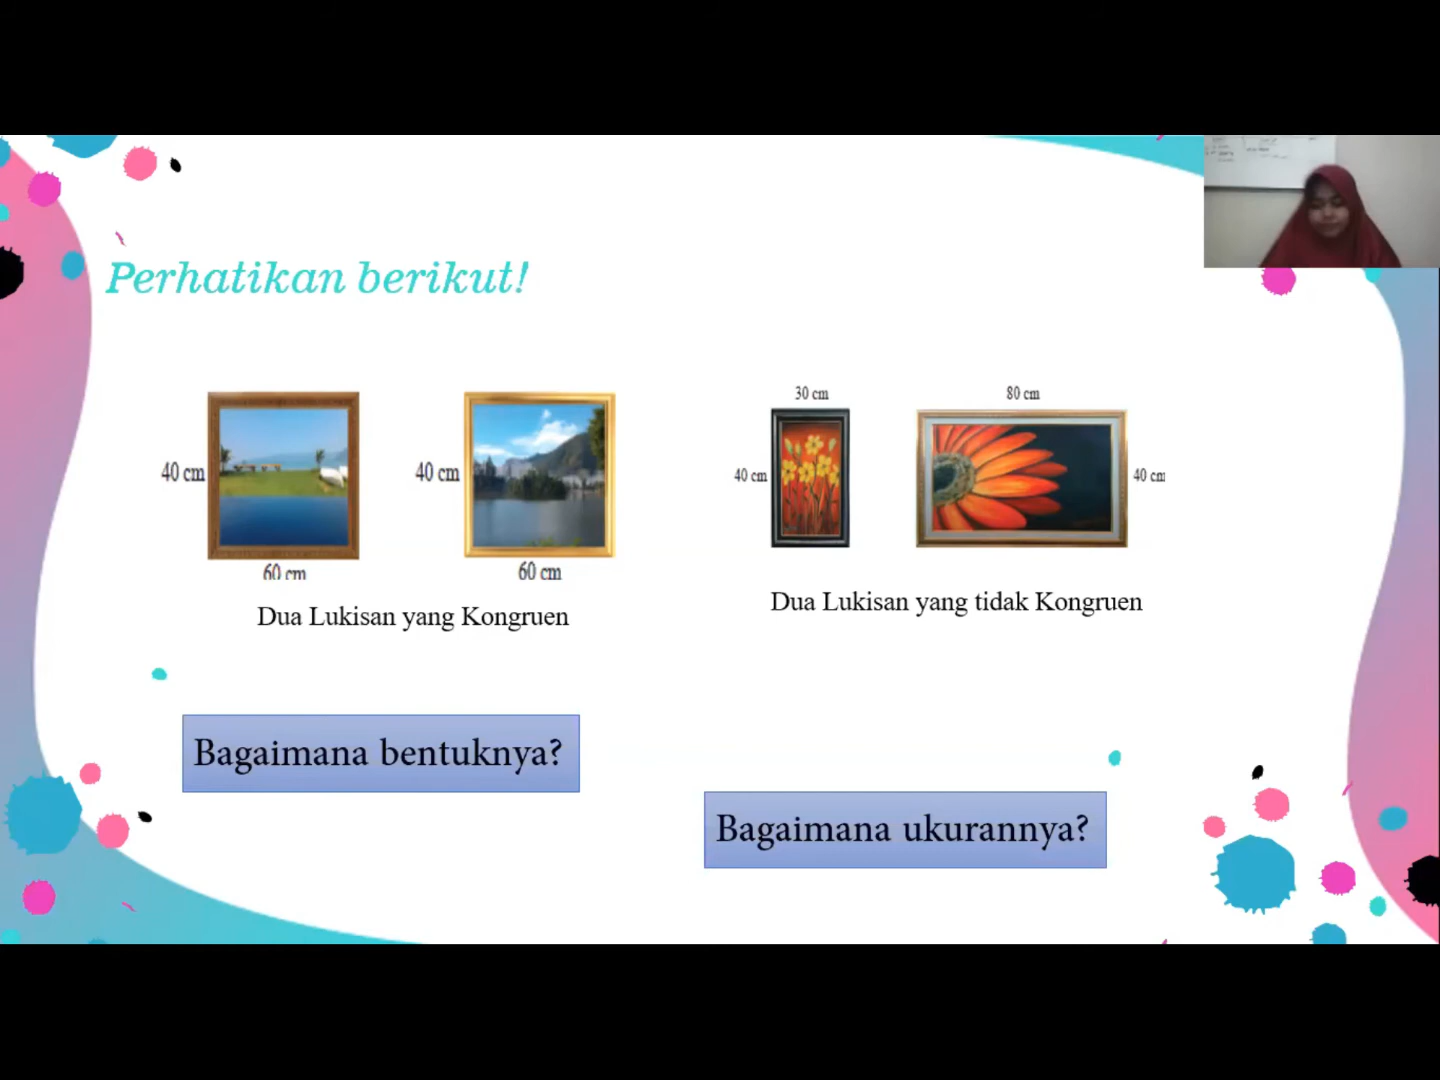 Perhatikan berikut!
40 cm
60 cm
40 cm
60 cm
Dua Lukisan yang Kongruen
30 cm
40 cm
80 cm
40 cm
Dua Lukisan yang tidak Kongruen
Bagaimana bentuknya?
Bagaimana ukurannya?